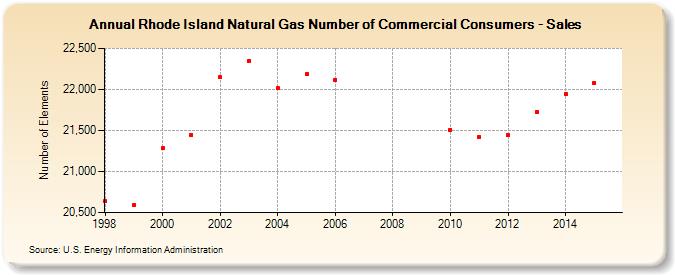 Annual Rhode Island Natural Gas Number of Commercial Consumers - Sales
Number of Elements
22,500
22,000
21,500
21,000
20,500
1998 2000 2002 2004 2006 2008 2010 2012 2014
Source: U.S. Energy Information Administration